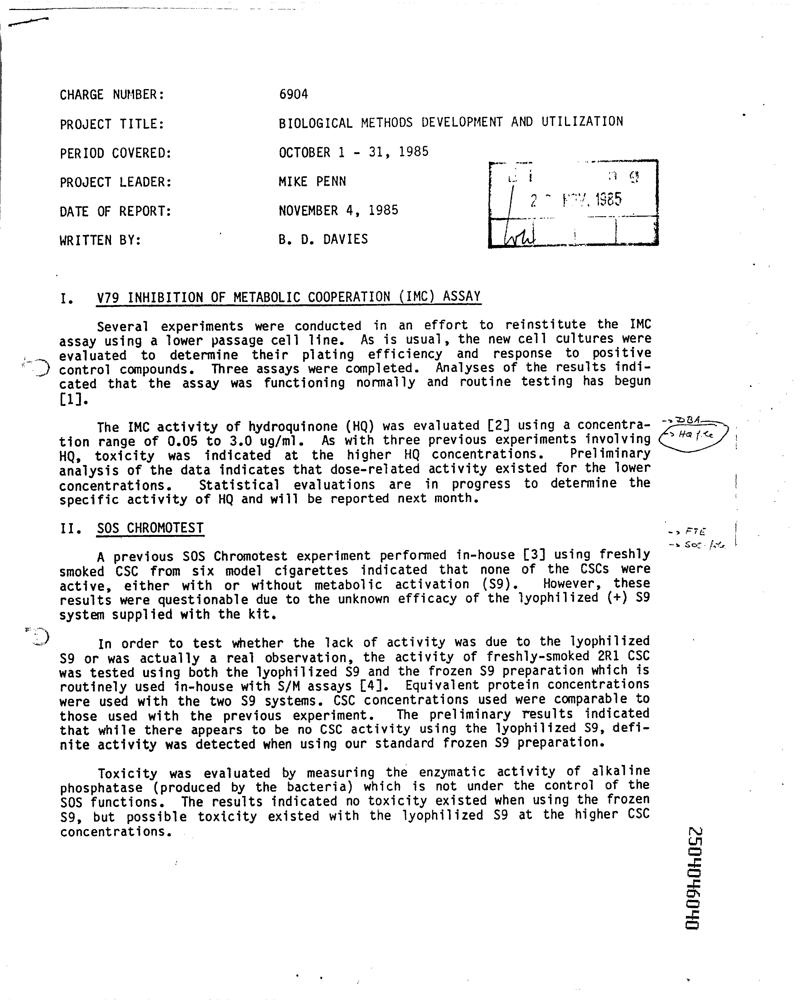 CHARGE NUMBER: 6904
PROJECT TITLE: BIOLOGICAL METHODS DEVELOPMENT AND UTILIZATION
PERIOD COVERED: OCTOBER 1 - 31, 1985
PROJECT LEADER: MIKE PENN
DATE OF REPORT: NOVEMBER 4, 1985
WRITTEN BY: B. D. DAVIES
1985
I. V79 INHIBITION OF METABOLIC COOPERATION (IMC) ASSAY
Several experiments were conducted in an effort to reinstitute the IMC
assay using a lower passage cell line. As is usual, the new cell cultures were
evaluated to determine their plating efficiency and response to positive
control compounds. Three assays were completed. Analyses of the results indi-
cated that the assay was functioning normally and routine testing has begun
[1].
The IMC activity of hydroquinone (HQ) was evaluated [2] using a concentra-
tion range of 0.05 to 3.0 ug/ml. As with three previous experiments involving
HQ, toxicity was indicated at the higher HQ concentrations. Preliminary
analysis of the data indicates that dose-related activity existed for the lower
concentrations. Statistical evaluations are in progress to determine the
specific activity of HQ and will be reported next month.
-> DBA
-> HQ file
II. SOS CHROMOTEST
-> FTE
-> SOS file
A previous SOS Chromotest experiment performed in-house [3] using freshly
smoked CSC from six model cigarettes indicated that none of the CSCs were
active, either with or without metabolic activation (S9). However, these
results were questionable due to the unknown efficacy of the lyophilized (+) S9
system supplied with the kit.
In order to test whether the lack of activity was due to the lyophilized
S9 or was actually a real observation, the activity of freshly-smoked 2R1 CSC
was tested using both the lyophilized S9 and the frozen S9 preparation which is
routinely used in-house with S/M assays [4]. Equivalent protein concentrations
were used with the two S9 systems. CSC concentrations used were comparable to
those used with the previous experiment. The preliminary results indicated
that while there appears to be no CSC activity using the lyophilized S9, defi-
nite activity was detected when using our standard frozen S9 preparation.
Toxicity was evaluated by measuring the enzymatic activity of alkaline
phosphatase (produced by the bacteria) which is not under the control of the
SOS functions. The results indicated no toxicity existed when using the frozen
S9, but possible toxicity existed with the lyophilized S9 at the higher CSC
concentrations.
2504046040